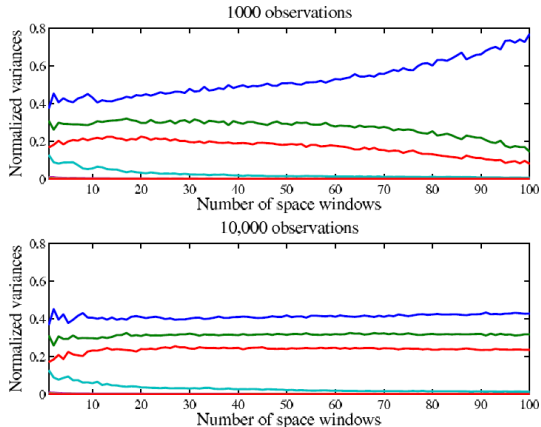 1000 observations
Normalized variances
0.8
0.6
0.4
0.2
0
10 20 30 40 50 60 70 80 90 100
Number of space windows
10,000 observations
Normalized variances
0.8
0.6
0.4
0.2
0
10 20 30 40 50 60 70 80 90 100
Number of space windows